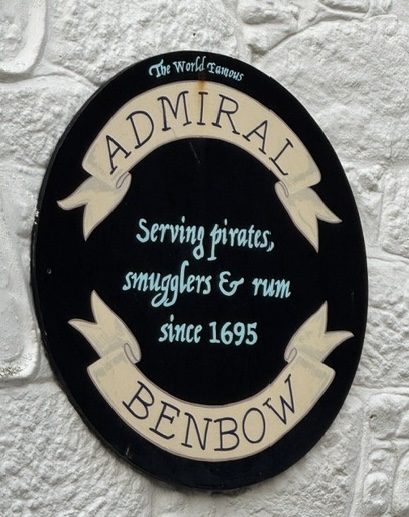 The World Famous
ADMIRAL
Serving pirates,
smugglers & rum
since 1695
BENBOW